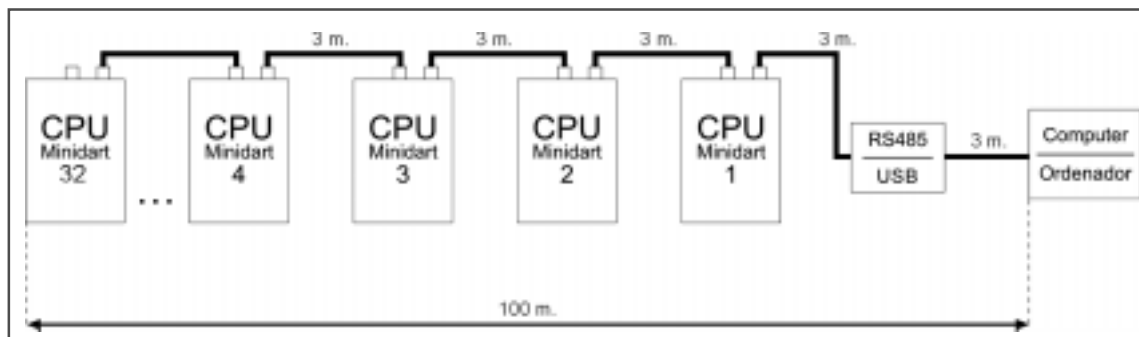 3 m. 3 m. 3 m. 3 m.
CPU
Minidart
32
...
CPU
Minidart
4
CPU
Minidart
3
CPU
Minidart
2
CPU
Minidart
1
RS485
USB
3 m.
Computer
Ordenador
100 m.